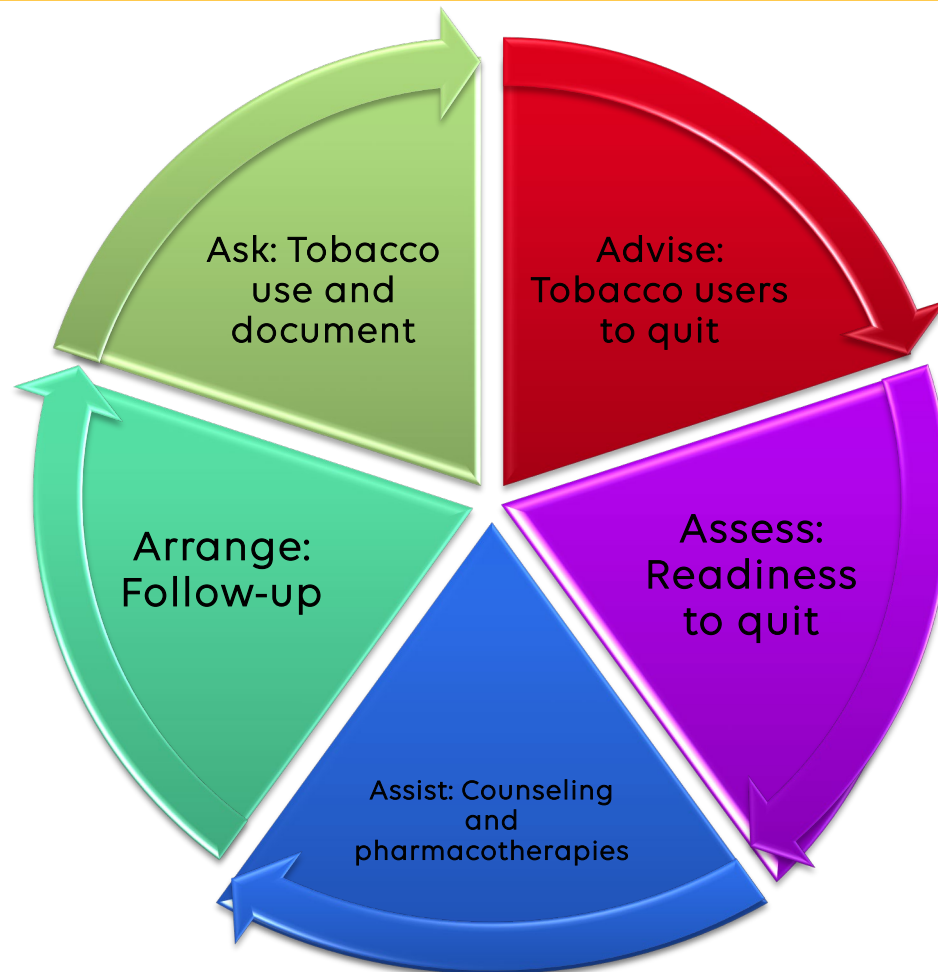 Ask: Tobacco
use and
document
Advise:
Tobacco users
to quit
Assess:
Readiness
to quit
Assist: Counseling
and
pharmacotherapies
Arrange:
Follow-up